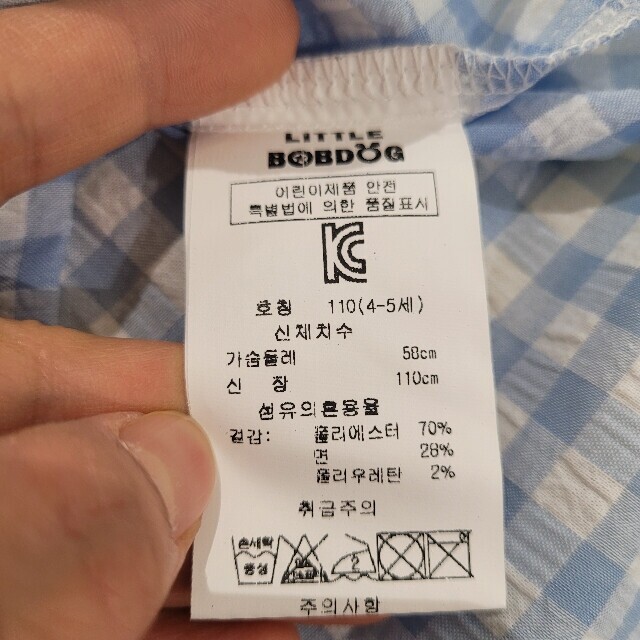 LITTLE
BOBDOG
어린이제품 안전
특별법에 의한 품질표시
KC
호칭 110(4-5세)
신체치수
가슴둘레 58cm
신 장 110cm
섬유의혼용율
겉감: 폴리에스터 70%
면 28%
폴리우레탄 2%
취급주의
손세탁
중성
2
주의사항